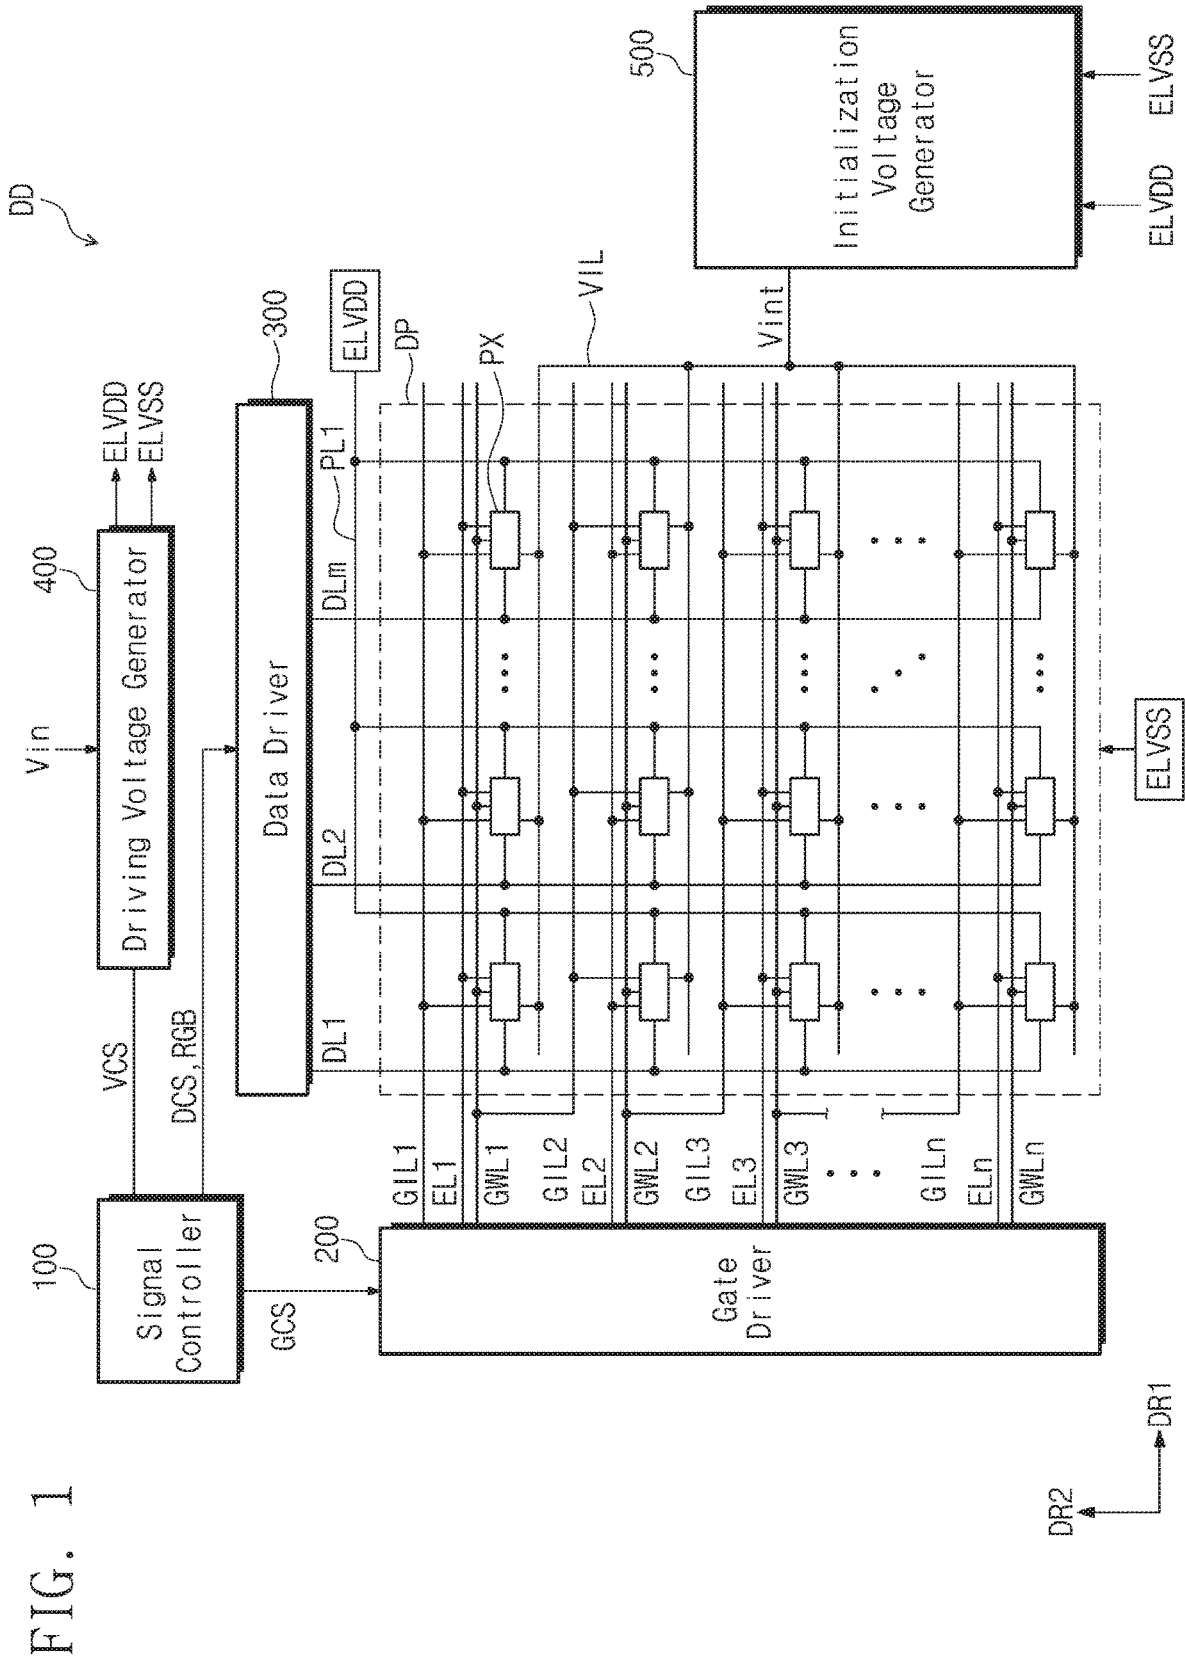 FIG. 1
DD
Vin
400
ELVDD
ELVSS
Driving Voltage Generator
100
VCS
Signal
Controller
DCS,RGB
300
Data Driver
GCS
DL1
DL2
DLm
PL1
ELVDD
200
DP
GIL1
EL1
PX
GWL1
GIL2
EL2
VIL
GWL2
GIL3
Gate
Driver
EL3
Vint
GWL3
GILn
ELn
GWLn
500
Initialization
Voltage
Generator
ELVSS
ELVDD
ELVSS
DR2
DR1